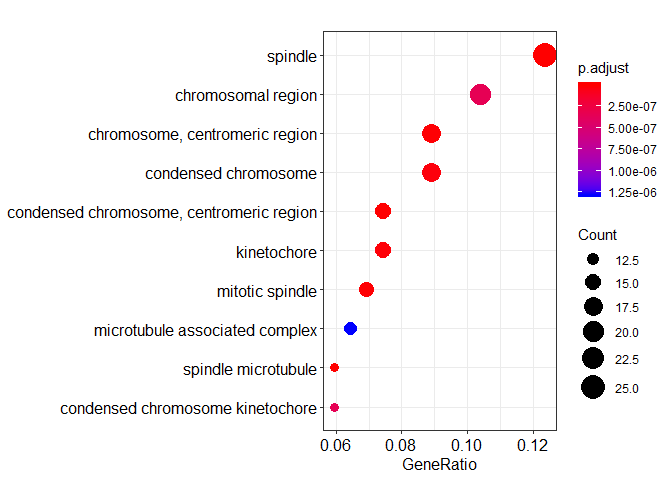 spindle
chromosomal region
chromosome, centromeric region
condensed chromosome
condensed chromosome, centromeric region
kinetochore
mitotic spindle
microtubule associated complex
spindle microtubule
condensed chromosome kinetochore
0.06 0.08 0.10 0.12
GeneRatio
p.adjust
2.50e-07
5.00e-07
7.50e-07
1.00e-06
1.25e-06
Count
12.5
15.0
17.5
20.0
22.5
25.0